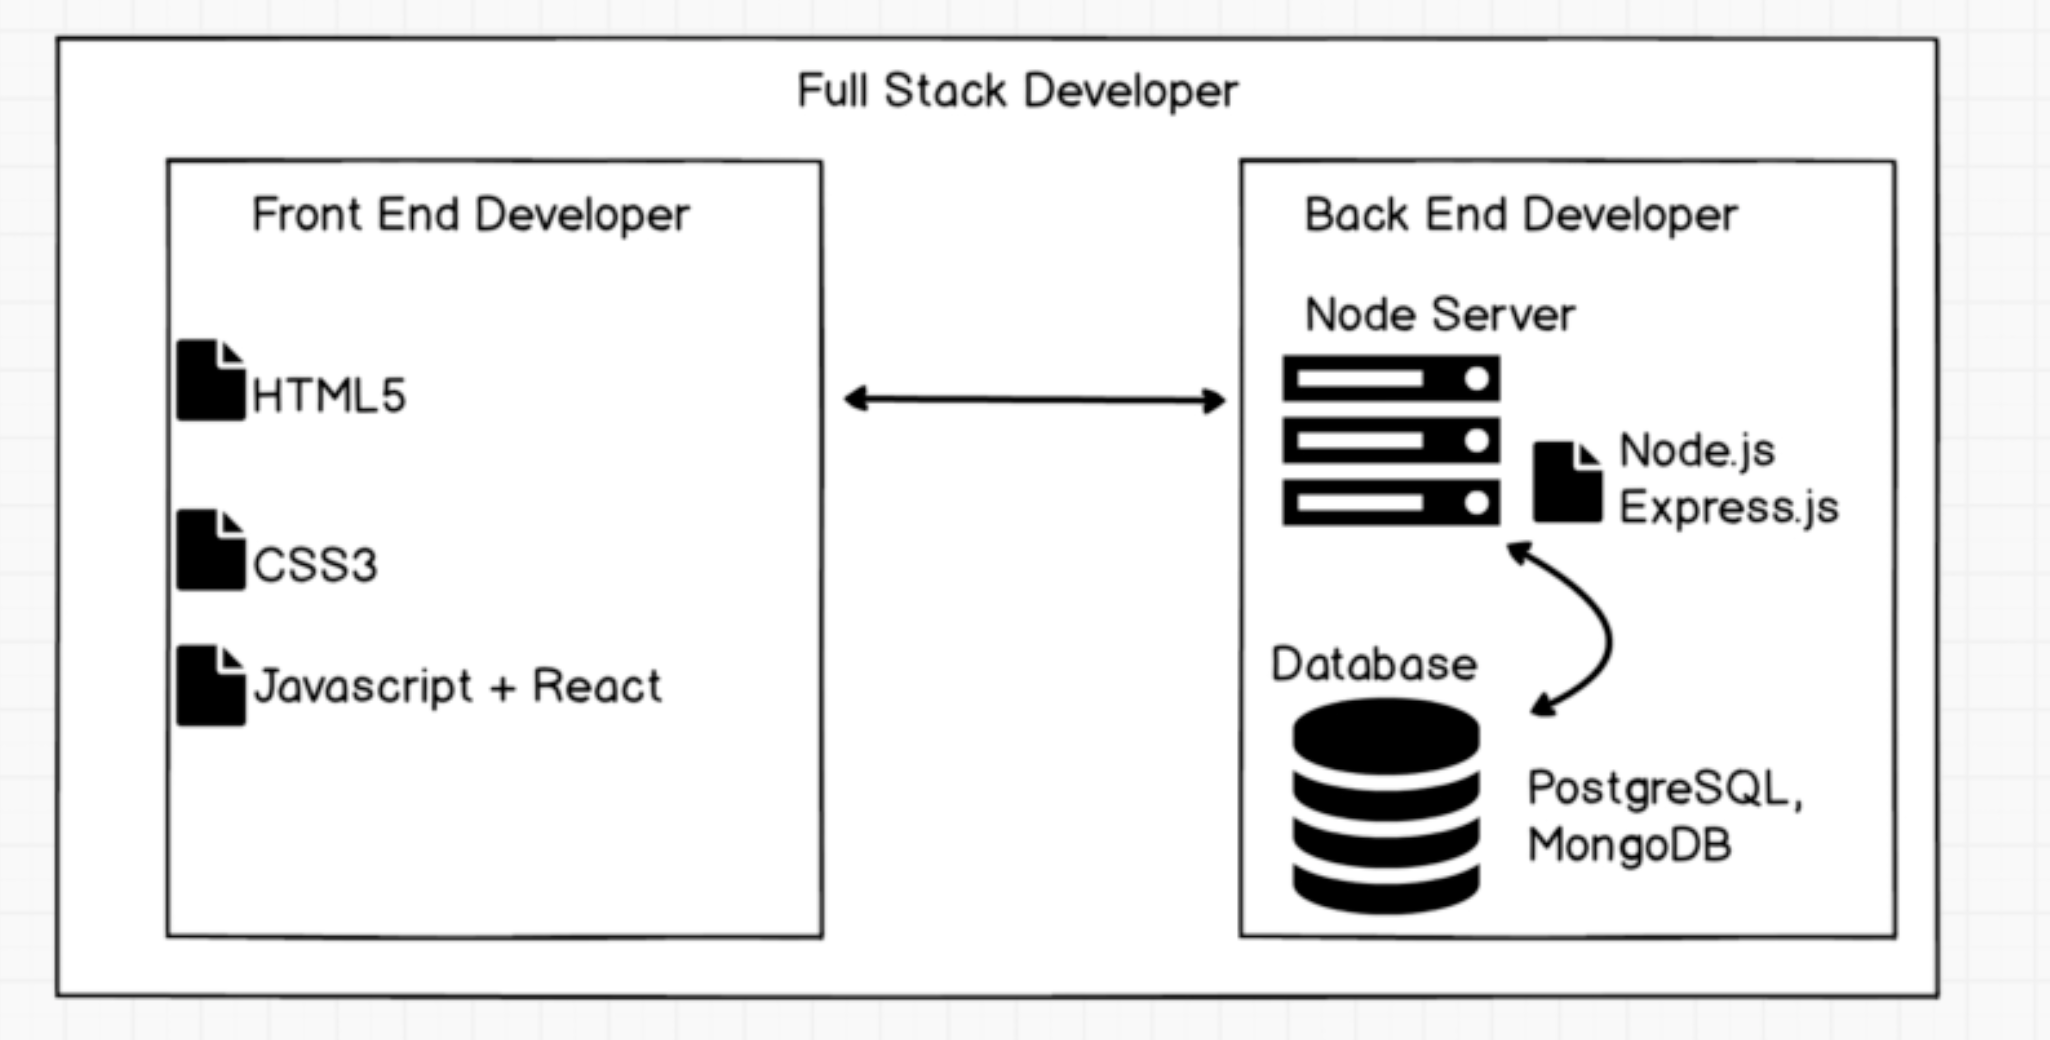 Full Stack Developer
Front End Developer
HTML5
CSS3
Javascript + React
Back End Developer
Node Server
Node.js
Express.js
Database
PostgreSQL,
MongoDB